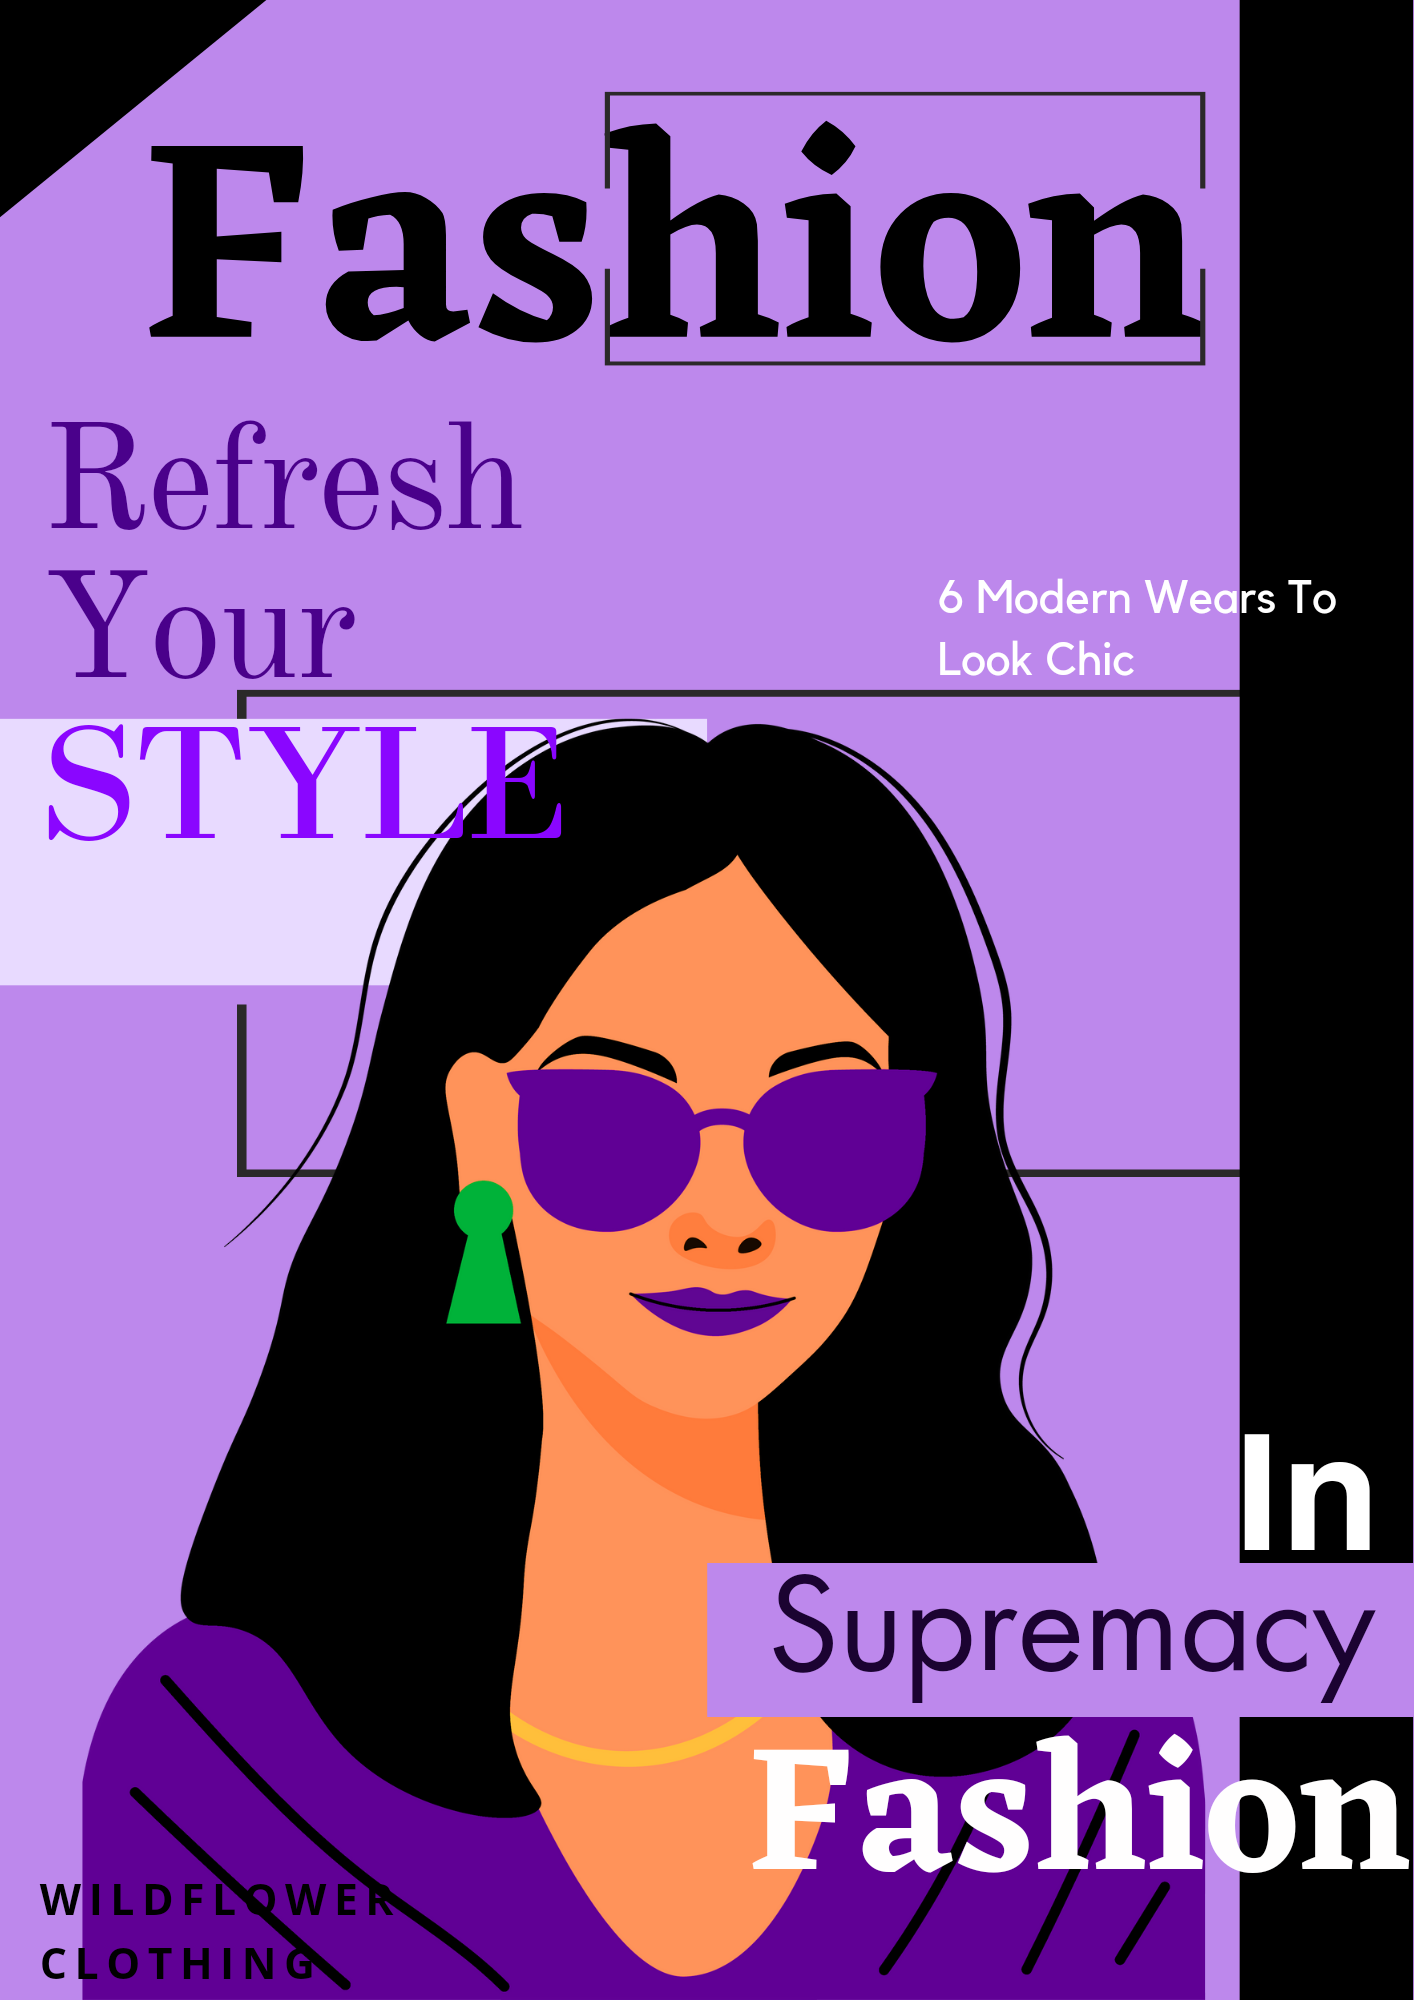 Fashion
Refresh
Your
STYLE
6 Modern Wears To
Look Chic
In
Supremacy
Fashion
WILDFLOWER
CLOTHING